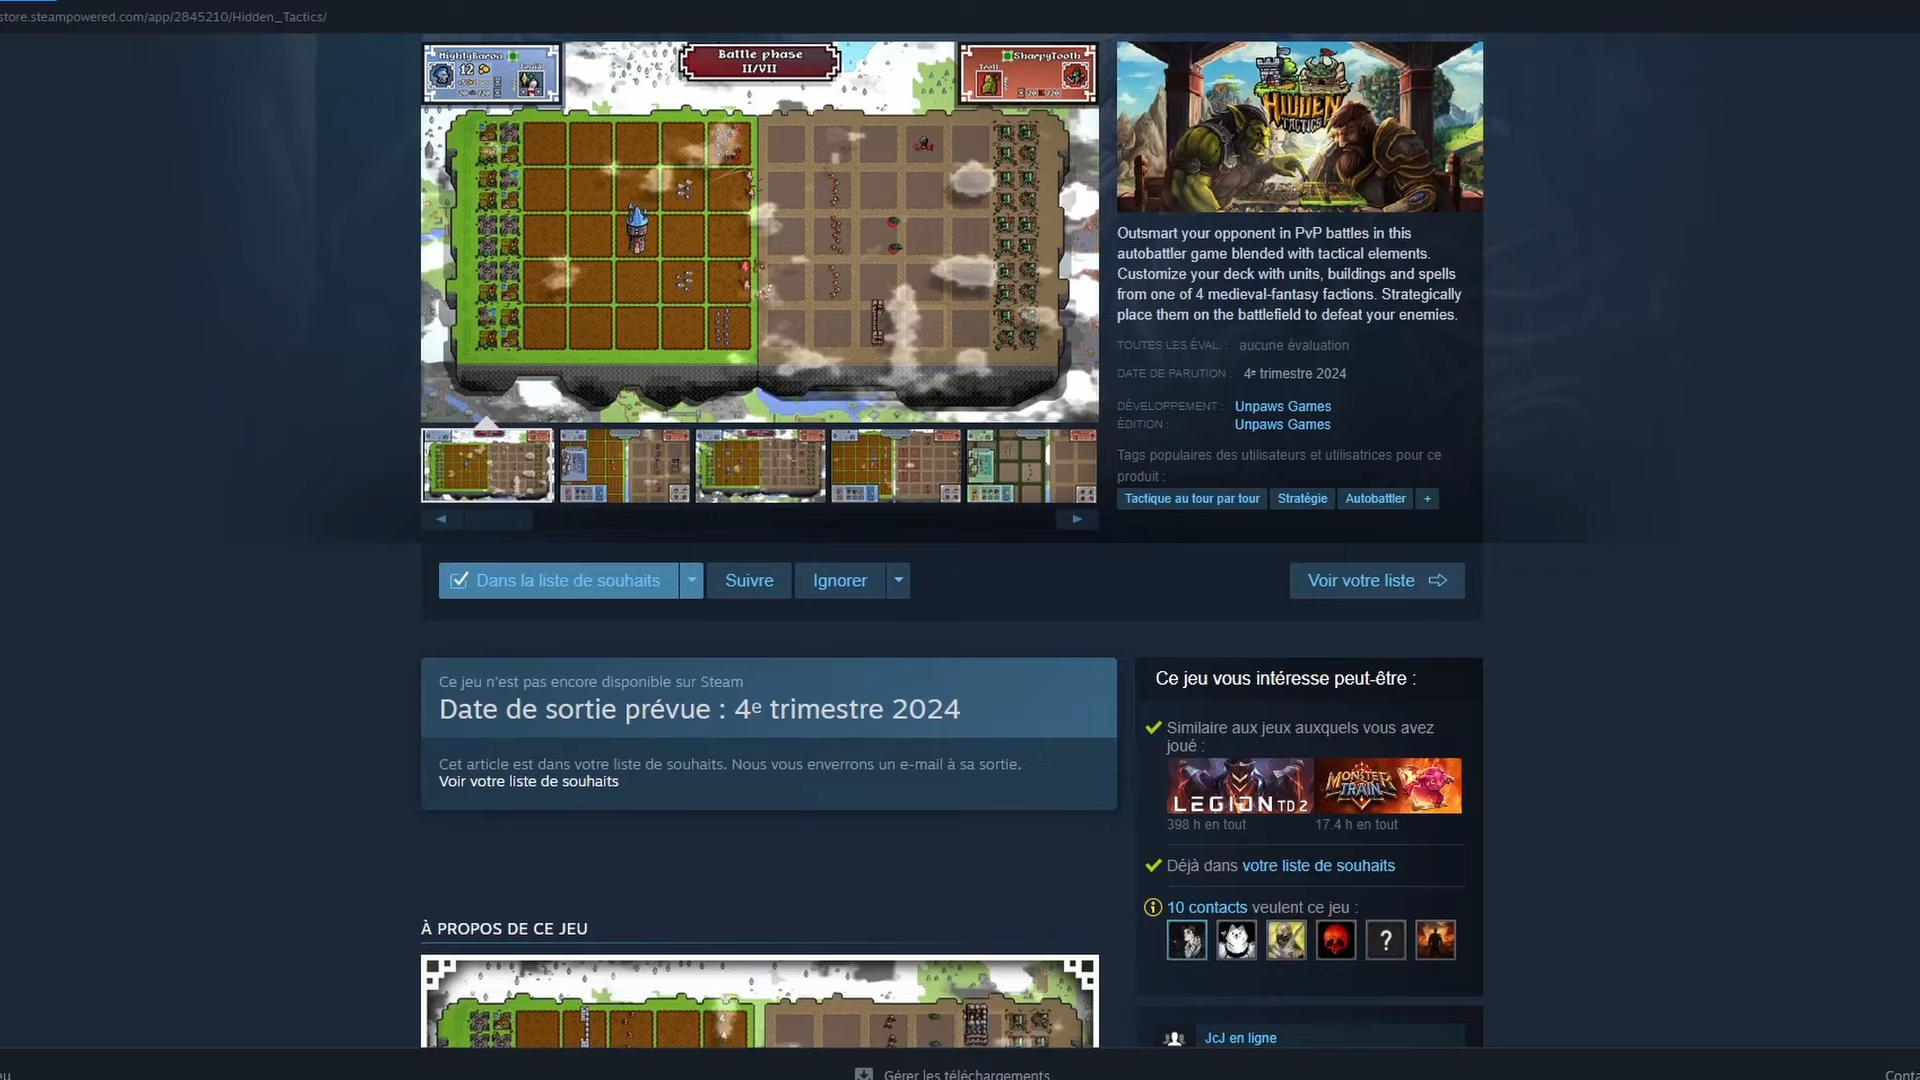 store.steampowered.com/app/2845210/Hidden_Tactics/
MightyBaron
12
Battle phase
II/VII
SharpyTooth
Troll
HIDDEN
TACTICS
Outsmart your opponent in PvP battles in this
autobattler game blended with tactical elements.
Customize your deck with units, buildings and spells
from one of 4 medieval-fantasy factions. Strategically
place them on the battlefield to defeat your enemies.
TOUTES LES ÉVAL. : aucune évaluation
DATE DE PARUTION : 4ᵉ trimestre 2024
DÉVELOPPEMENT : Unpaws Games
ÉDITION : Unpaws Games
Tags populaires des utilisateurs et utilisatrices pour ce
produit :
Tactique au tour par tour Stratégie Autobattler +
Dans la liste de souhaits Suivre Ignorer Voir votre liste
Ce jeu n'est pas encore disponible sur Steam
Date de sortie prévue : 4ᵉ trimestre 2024
Cet article est dans votre liste de souhaits. Nous vous enverrons un e-mail à sa sortie.
Voir votre liste de souhaits
Ce jeu vous intéresse peut-être :
Similaire aux jeux auxquels vous avez
joué :
LEGION TD 2
MONSTER
TRAIN
398 h en tout 17.4 h en tout
Déjà dans votre liste de souhaits
10 contacts veulent ce jeu :
?
À PROPOS DE CE JEU
JcJ en ligne
Gérer les téléchargements